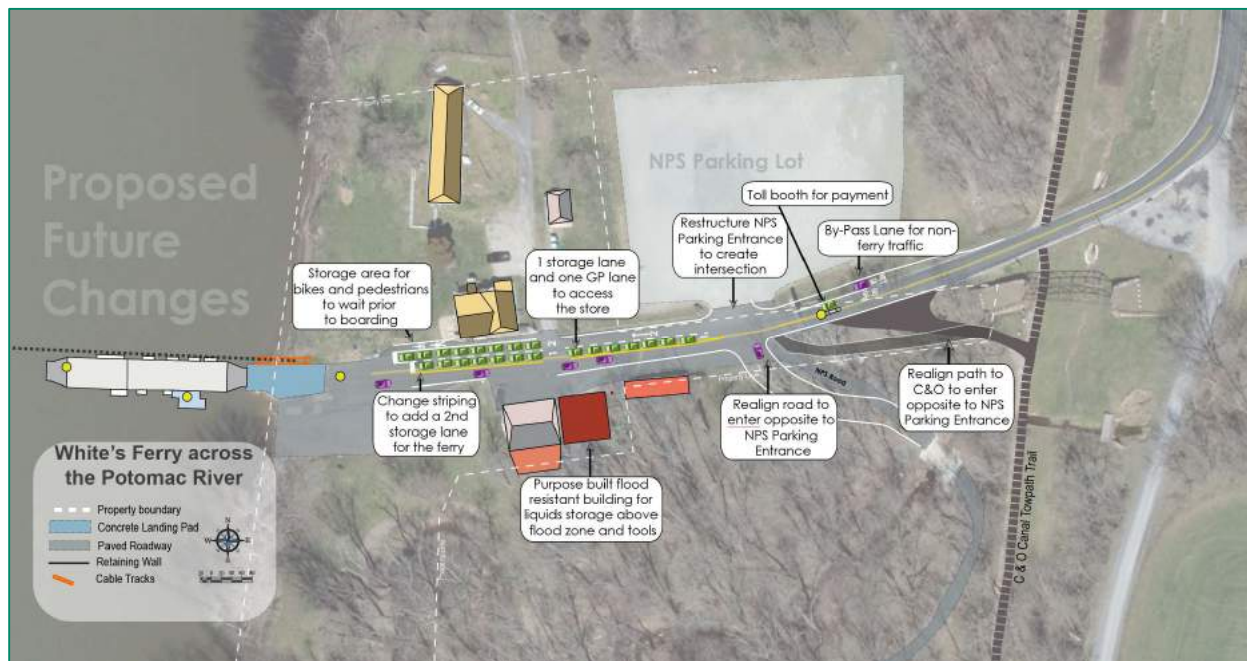 Proposed
Future
Changes
NPS Parking Lot
Toll booth for payment
Restructure NPS
Parking Entrance
to create
intersection
By-Pass Lane for non-
ferry traffic
1 storage lane
and one GP lane
to access
the store
Storage area for
bikes and pedestrians
to wait prior
to boarding
Change striping
to add a 2nd
storage lane
for the ferry
Purpose built flood
resistant building for
liquids storage above
flood zone and tools
Realign road to
enter opposite to
NPS Parking
Entrance
NPS Road
Realign path to
C&O to enter
opposite to NPS
Parking Entrance
C & O Canal Towpath Trail
White's Ferry across
the Potomac River
Property boundary
Concrete Landing Pad
Paved Roadway
Retaining Wall
Cable Tracks
N
W E
S